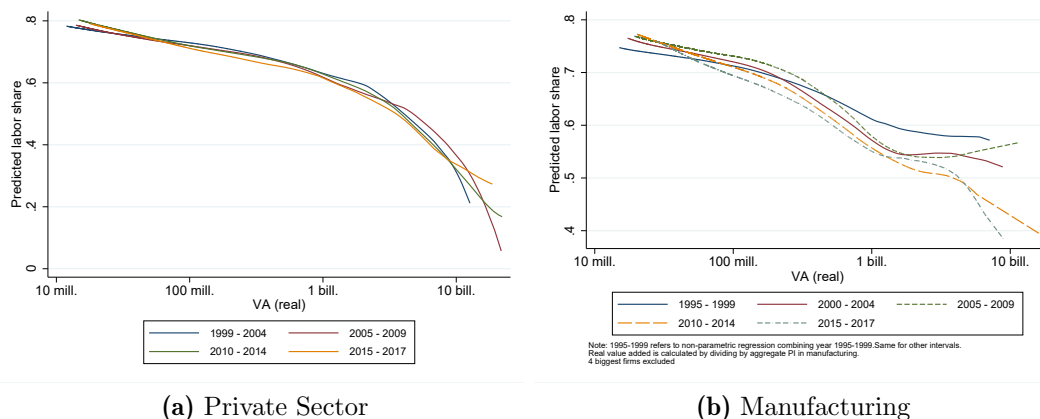 Predicted labor share
.8
.6
.4
.2
0
10 mill.
100 mill.
1 bill.
10 bill.
VA (real)
1999 - 2004
2005 - 2009
2010 - 2014
2015 - 2017
(a) Private Sector
Predicted labor share
.8
.7
.6
.5
.4
10 mill.
100 mill.
1 bill.
10 bill.
VA (real)
1995 - 1999
2000 - 2004
2005 - 2009
2010 - 2014
2015 - 2017
Note: 1995-1999 refers to non-parametric regression combining year 1995-1999.Same for other intervals.
Real value added is calculated by dividing by aggregate PI in manufacturing.
4 biggest firms excluded
(b) Manufacturing